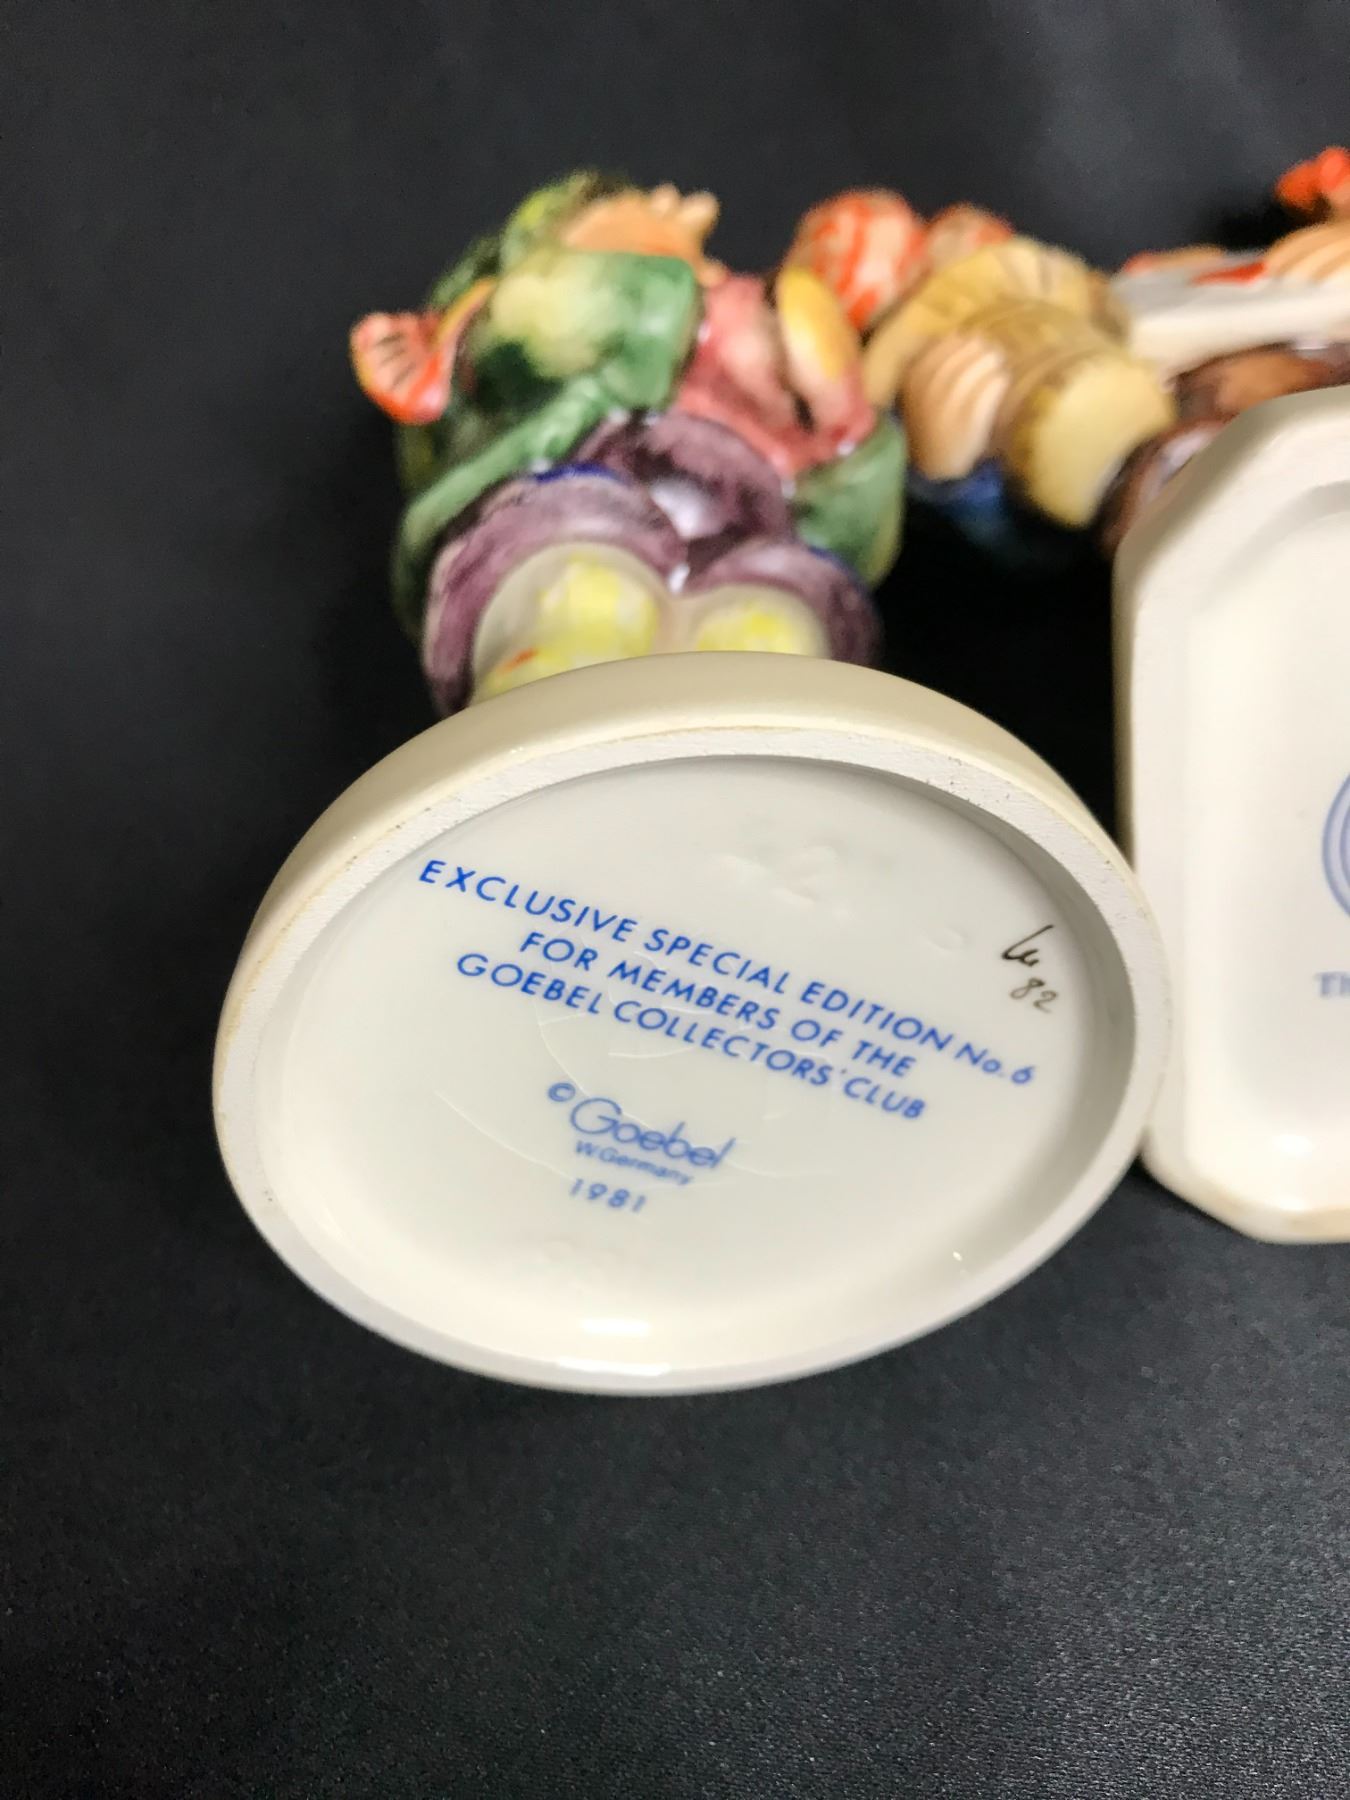 EXCLUSIVE SPECIAL EDITION No. 6
FOR MEMBERS OF THE
GOEBEL COLLECTORS' CLUB
© Goebel
W. Germany
1981
82